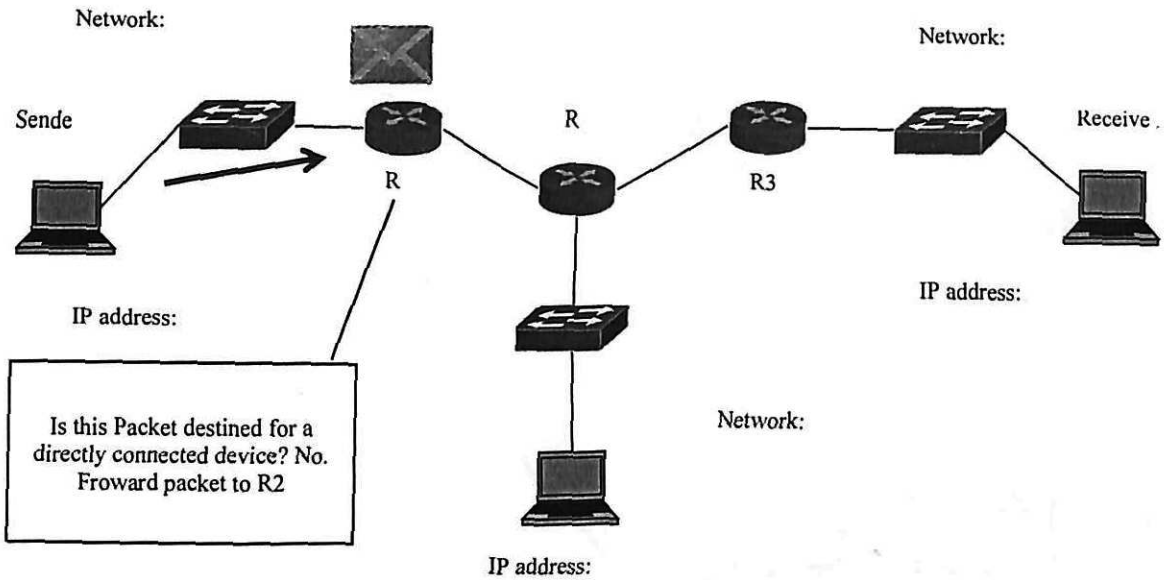 Network:
Network:
Sende
R
Receive
R
R3
IP address:
IP address:
Is this Packet destined for a
directly connected device? No.
Froward packet to R2
Network:
IP address: